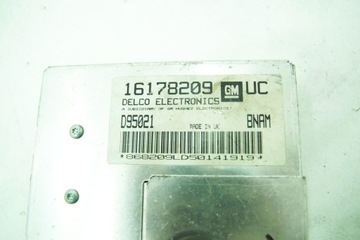 16178209 GM UC
DELCO ELECTRONICS
A SUBSIDIARY OF GM HUGHES ELECTRONICS
D95021 MADE IN UK BNAM
*868209LD50141919*